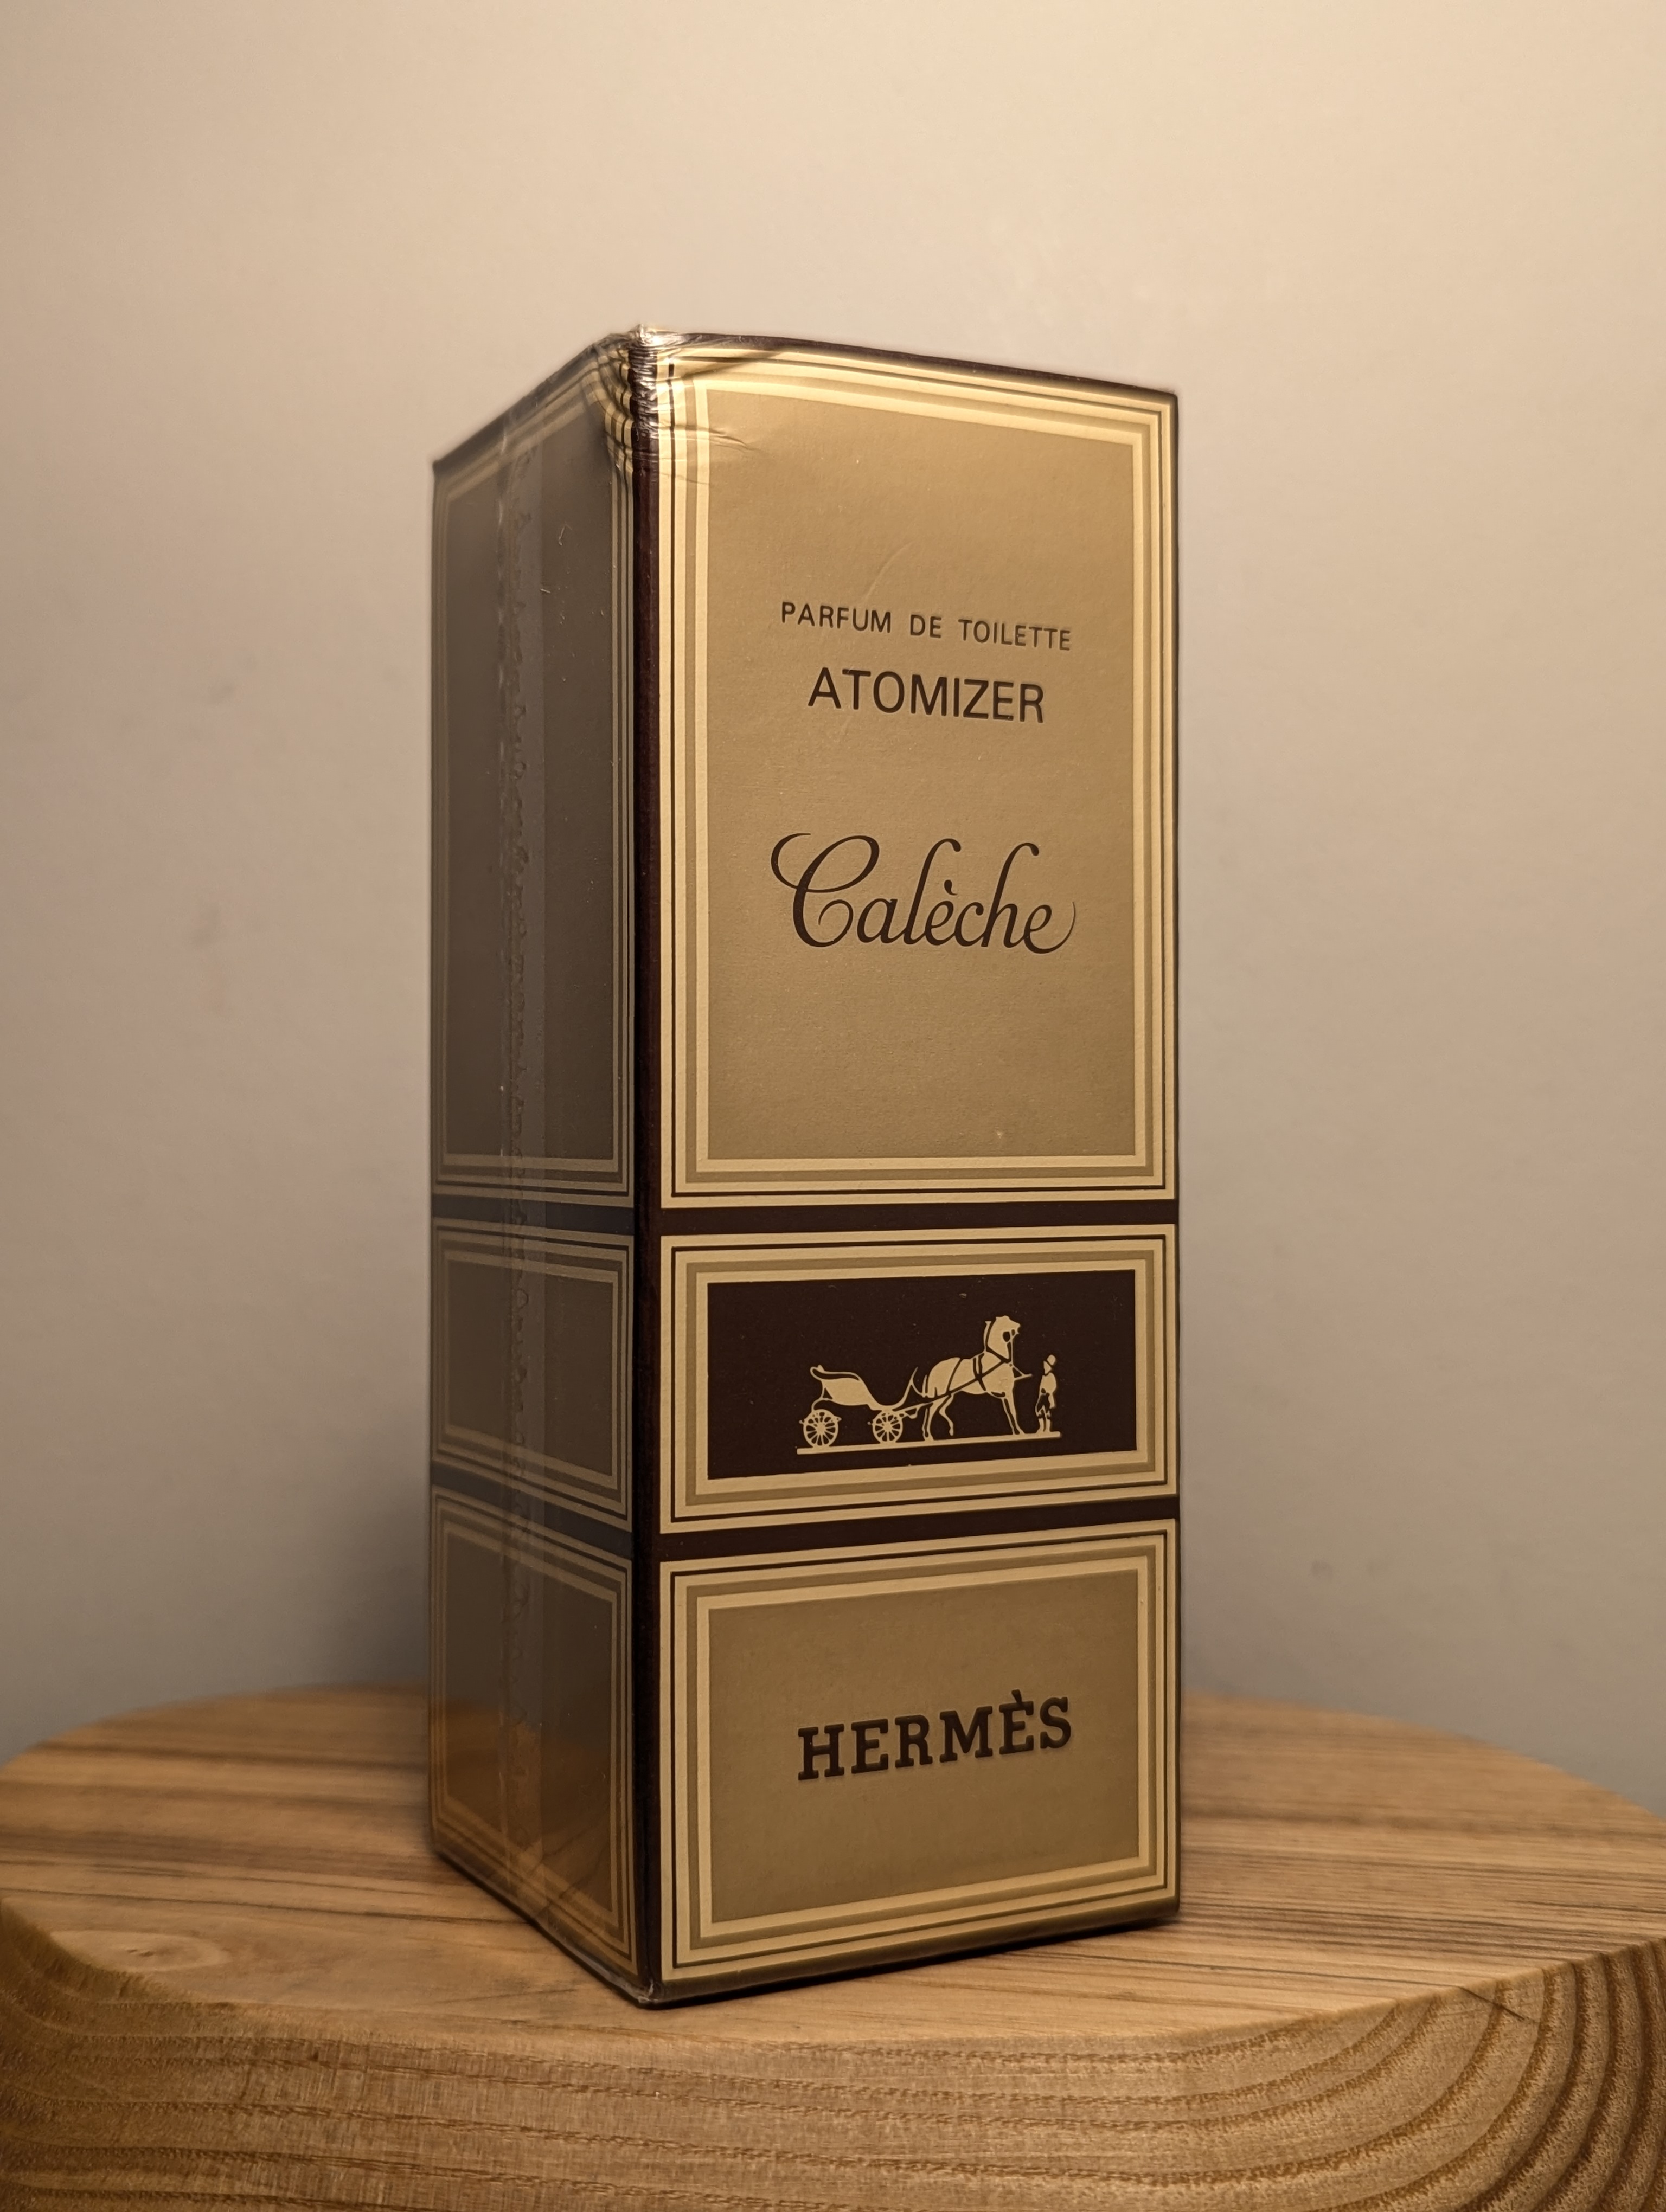 PARFUM DE TOILETTE
ATOMIZER
Calèche
HERMÈS